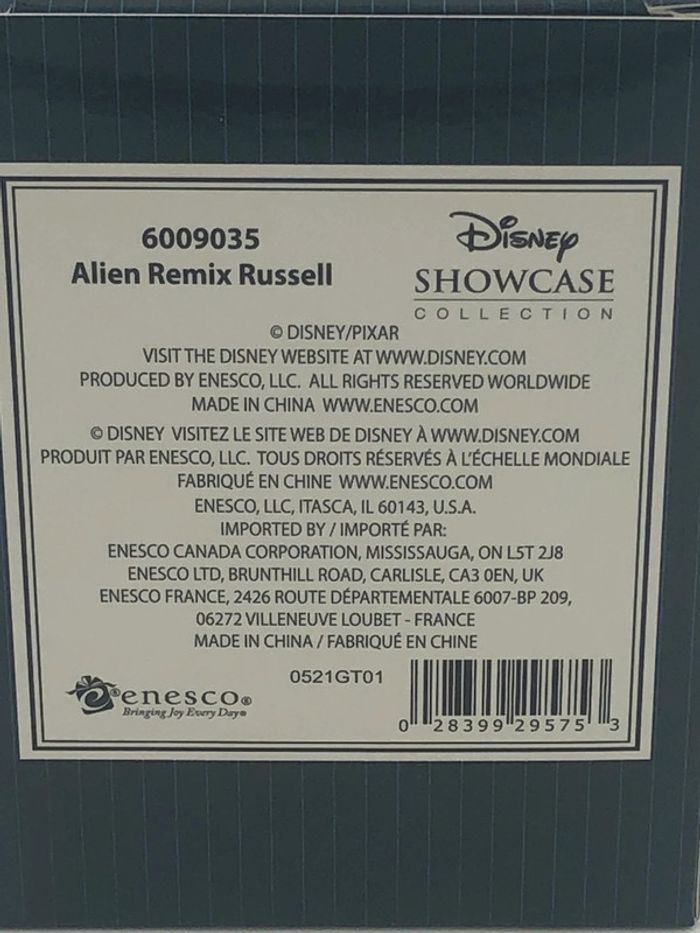 6009035
Alien Remix Russell
Disney
SHOWCASE
COLLECTION
© DISNEY/PIXAR
VISIT THE DISNEY WEBSITE AT WWW.DISNEY.COM
PRODUCED BY ENESCO, LLC. ALL RIGHTS RESERVED WORLDWIDE
MADE IN CHINA WWW.ENESCO.COM
© DISNEY VISITEZ LE SITE WEB DE DISNEY À WWW.DISNEY.COM
PRODUIT PAR ENESCO, LLC. TOUS DROITS RÉSERVÉS À L'ÉCHELLE MONDIALE
FABRIQUÉ EN CHINE WWW.ENESCO.COM
ENESCO, LLC, ITASCA, IL 60143, U.S.A.
IMPORTED BY / IMPORTÉ PAR:
ENESCO CANADA CORPORATION, MISSISSAUGA, ON L5T 2J8
ENESCO LTD, BRUNTHILL ROAD, CARLISLE, CA3 0EN, UK
ENESCO FRANCE, 2426 ROUTE DÉPARTEMENTALE 6007-BP 209,
06272 VILLENEUVE LOUBET - FRANCE
MADE IN CHINA / FABRIQUÉ EN CHINE
0521GT01
e®enesco®
Bringing Joy Every Day®
0 28399 29575 3